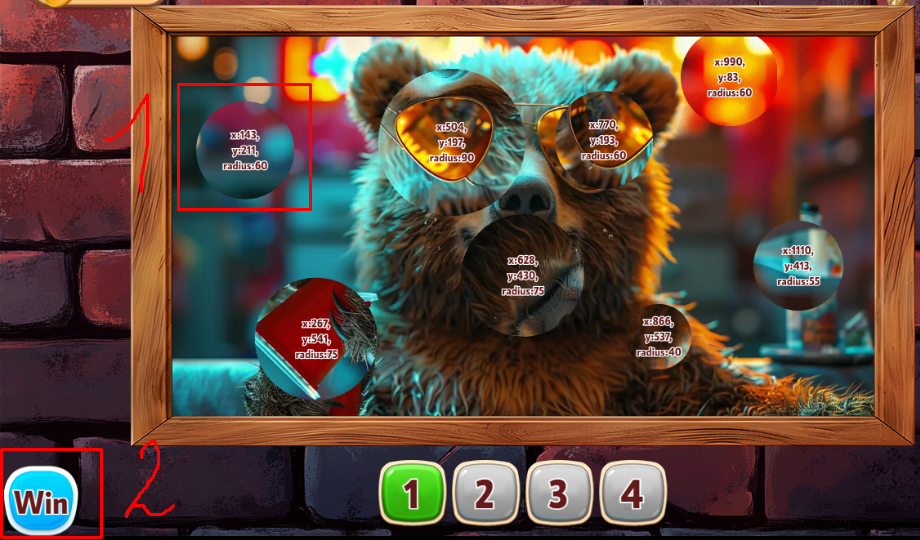 x:990,
y:83,
radius:60
x:143,
y:211,
radius:60
x:504,
y:197,
radius:90
x:770,
y:193,
radius:60
x:628,
y:430,
radius:75
x:1110,
y:413,
radius:55
x:267,
y:541,
radius:75
x:866,
y:537,
radius:40
1
2
Win
1
2
3
4